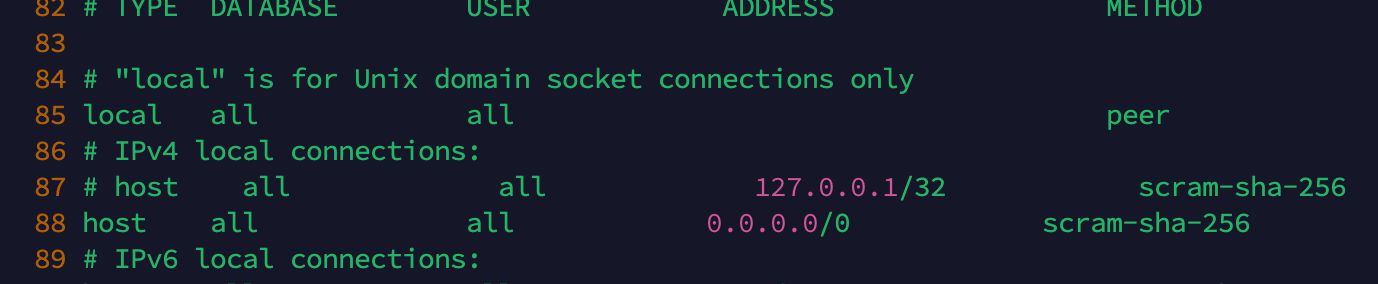 82 # TYPE  DATABASE        USER            ADDRESS                 METHOD
83
84 # "local" is for Unix domain socket connections only
85 local   all             all                                     peer
86 # IPv4 local connections:
87 # host    all             all             127.0.0.1/32            scram-sha-256
88 host    all             all            0.0.0.0/0            scram-sha-256
89 # IPv6 local connections: